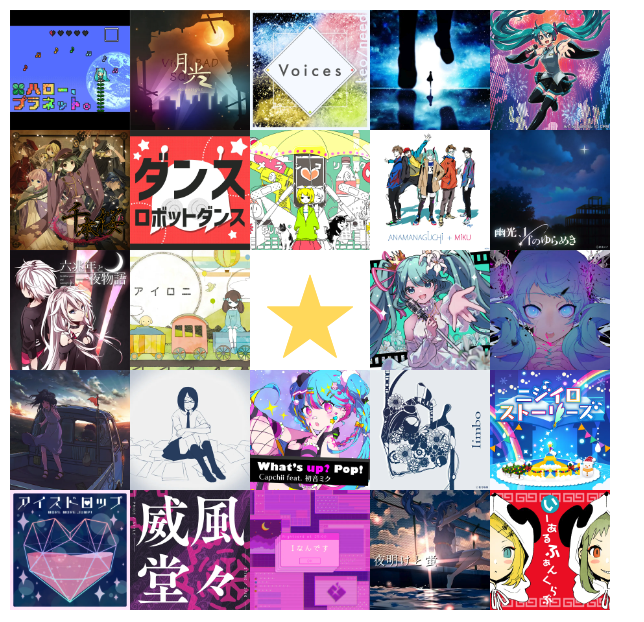 ハロー、
プラネット。
月光
Voices
千本桜
ダンス
ロボットダンス
ANAMANAGUCHI + MIKU
幽光、1/fのゆらめき
六兆年と
一夜物語
アイロニ
What's up? Pop!
Capchii feat. 初音ミク
limbo
ニジイロ
ストーリーズ
アイスドロップ
威風
堂々
Iなんです
夜明けと蛍
いーあるふぁんくらぶ